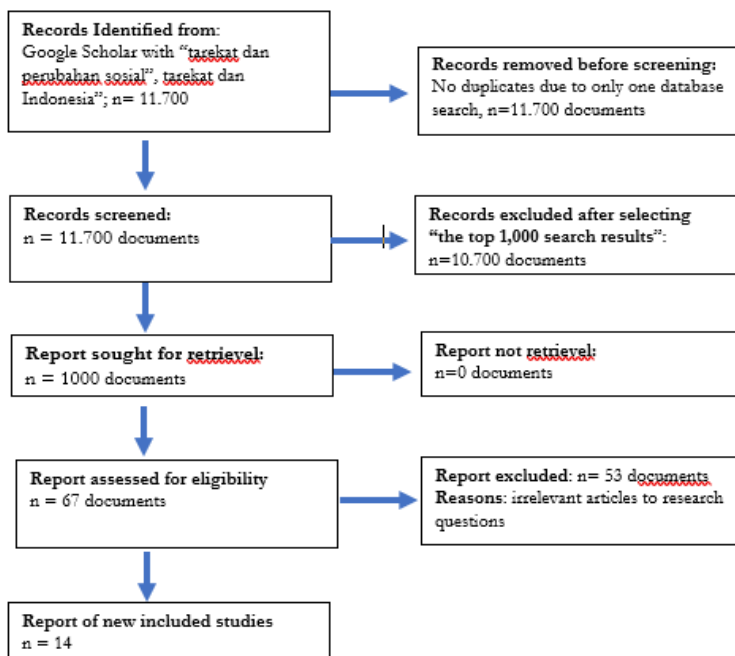 Records Identified from:
Google Scholar with “tarekat dan
perubahan sosial”, tarekat dan
Indonesia”; n= 11.700
Records removed before screening:
No duplicates due to only one database
search, n=11.700 documents
Records screened:
n = 11.700 documents
Records excluded after selecting
“the top 1,000 search results”:
n=10.700 documents
Report sought for retrievel:
n = 1000 documents
Report not retrievel:
n=0 documents
Report assessed for eligibility
n = 67 documents
Report excluded: n= 53 documents
Reasons: irrelevant articles to research
questions
Report of new included studies
n = 14